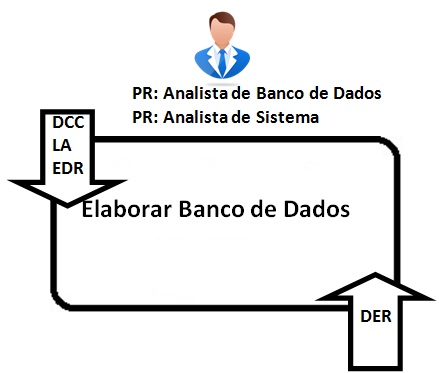 PR: Analista de Banco de Dados
PR: Analista de Sistema
DCC
LA
EDR
Elaborar Banco de Dados
DER